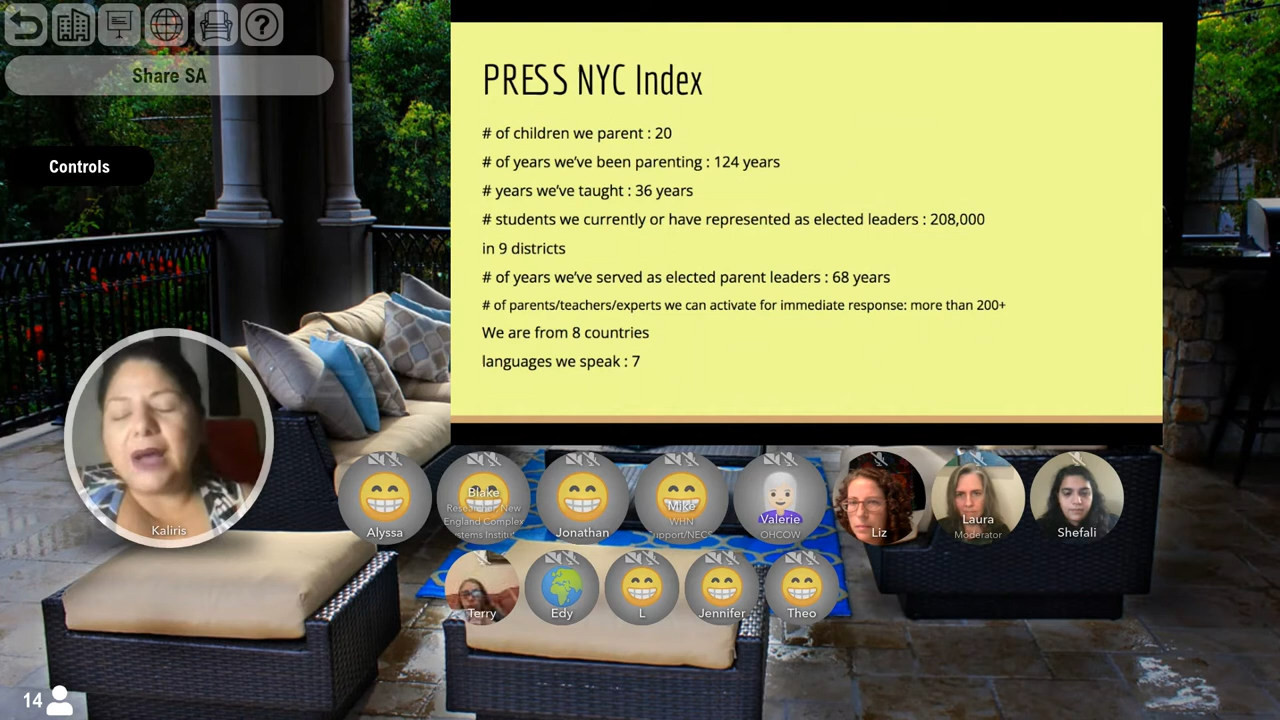 Share SA
Controls
PRESS NYC Index
# of children we parent : 20
# of years we've been parenting : 124 years
# years we've taught : 36 years
# students we currently or have represented as elected leaders : 208,000
in 9 districts
# of years we've served as elected parent leaders : 68 years
# of parents/teachers/experts we can activate for immediate response: more than 200+
We are from 8 countries
languages we speak : 7
Kaliris
Alyssa
Blake
Researcher New
England Complex
Jonathan
Mike
WHN
Valerie
OHCOW
Liz
Laura
Moderator
Shefali
Terry
Edy
L
Jennifer
Theo
14